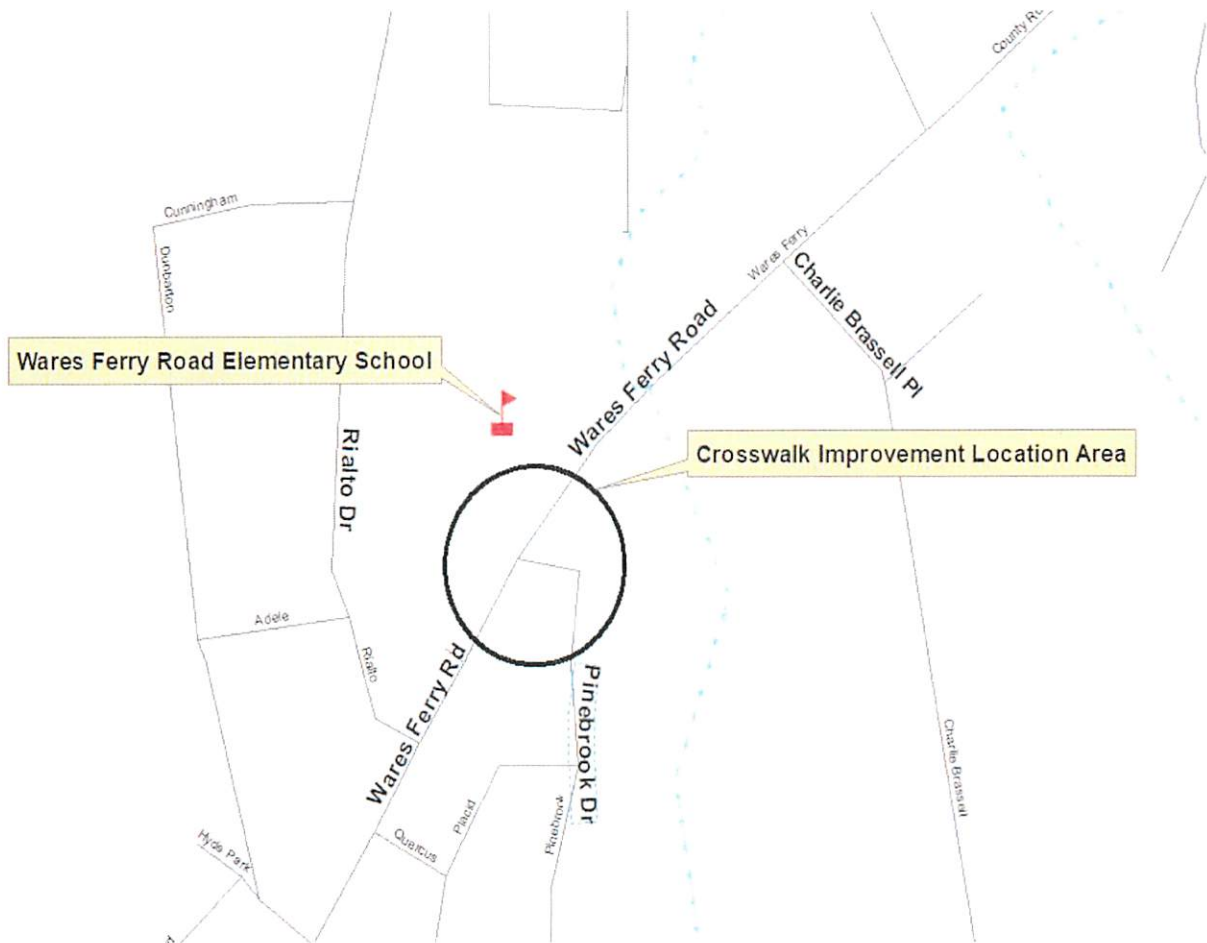 County Ro
Cunningham
Wares Ferry
Dunbarton
Charlie Brassell Pl
Wares Ferry Road Elementary School
Wares Ferry Road
Rialto Dr
Crosswalk Improvement Location Area
Adele
Rialto
Wares Ferry Rd
Pinebrook Dr
Charlie Brassell
Placid
Pinebrook
Quercus
Hyde Park